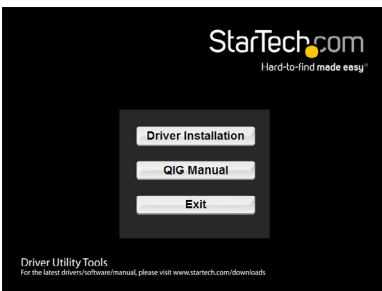 StarTech.com
Hard-to-find made easy®
Driver Installation
QIG Manual
Exit
Driver Utility Tools
For the latest drivers/software/manual, please visit www.startech.com/downloads